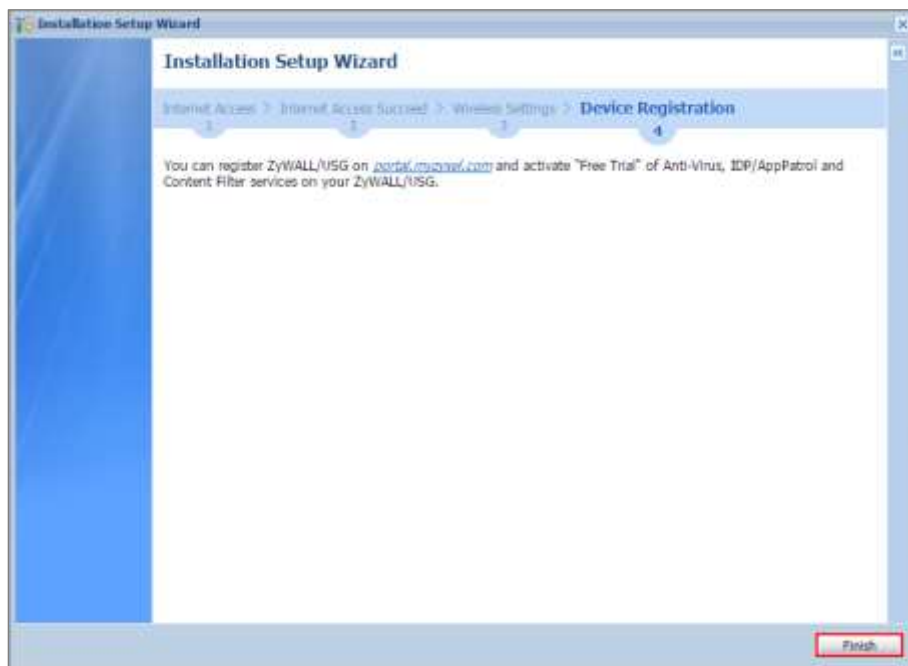 Installation Setup Wizard
Installation Setup Wizard
Internet Access > Internet Access Succeed > Wireless Settings > Device Registration
1 2 3 4
You can register ZyWALL/USG on portal.myzyxel.com and activate "Free Trial" of Anti-Virus, IDP/AppPatrol and
Content Filter services on your ZyWALL/USG.
Finish